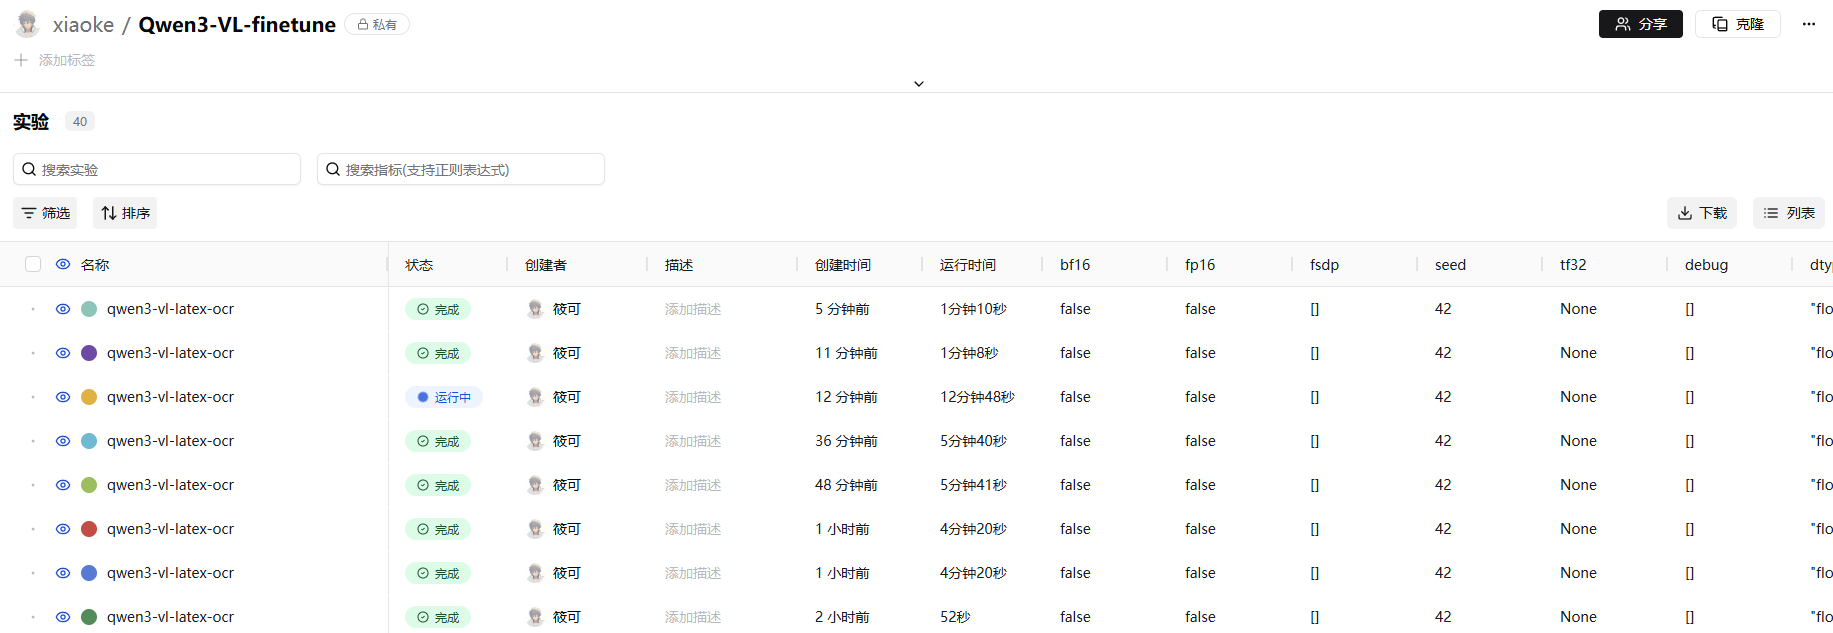 xiaoke / Qwen3-VL-finetune 私有 分享 克隆
添加标签
实验 40
搜索实验 搜索指标(支持正则表达式)
筛选 排序 下载 列表
名称 状态 创建者 描述 创建时间 运行时间 bf16 fp16 fsdp seed tf32 debug dty
qwen3-vl-latex-ocr 完成 筱可 添加描述 5 分钟前 1分钟10秒 false false [] 42 None [] "flo
qwen3-vl-latex-ocr 完成 筱可 添加描述 11 分钟前 1分钟8秒 false false [] 42 None [] "flo
qwen3-vl-latex-ocr 运行中 筱可 添加描述 12 分钟前 12分钟48秒 false false [] 42 None [] "flo
qwen3-vl-latex-ocr 完成 筱可 添加描述 36 分钟前 5分钟40秒 false false [] 42 None [] "flo
qwen3-vl-latex-ocr 完成 筱可 添加描述 48 分钟前 5分钟41秒 false false [] 42 None [] "flo
qwen3-vl-latex-ocr 完成 筱可 添加描述 1 小时前 4分钟20秒 false false [] 42 None [] "flo
qwen3-vl-latex-ocr 完成 筱可 添加描述 1 小时前 4分钟20秒 false false [] 42 None [] "flo
qwen3-vl-latex-ocr 完成 筱可 添加描述 2 小时前 52秒 false false [] 42 None [] "flo